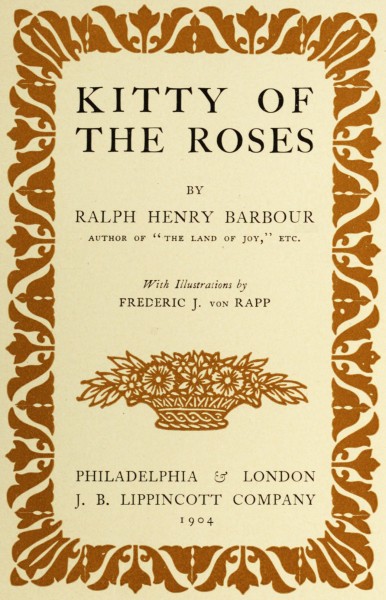 KITTY OF
THE ROSES
BY
RALPH HENRY BARBOUR
AUTHOR OF "THE LAND OF JOY," ETC.
With Illustrations by
FREDERIC J. VON RAPP
PHILADELPHIA & LONDON
J. B. LIPPINCOTT COMPANY
1904